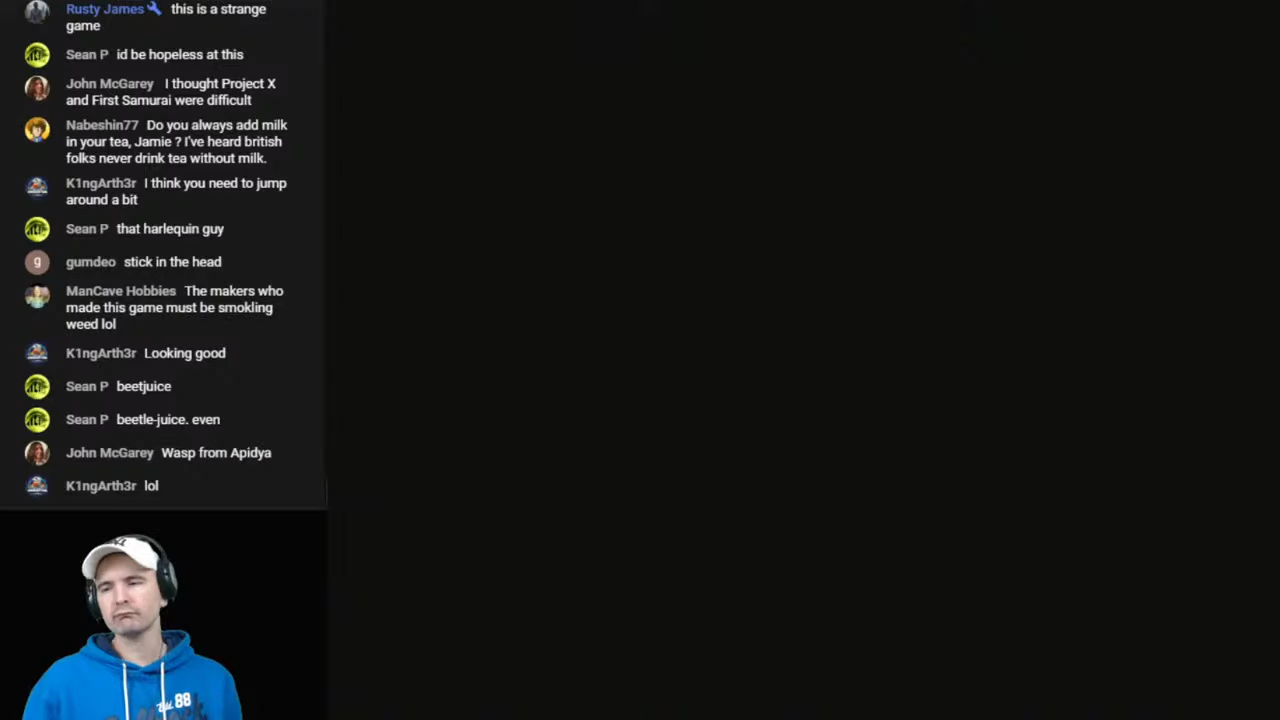 Rusty James this is a strange
game
Sean P id be hopeless at this
John McGarey I thought Project X
and First Samurai were difficult
Nabeshin77 Do you always add milk
in your tea, Jamie ? I've heard british
folks never drink tea without milk.
K1ngArth3r I think you need to jump
around a bit
Sean P that harlequin guy
g gumdeo stick in the head
ManCave Hobbies The makers who
made this game must be smokling
weed lol
K1ngArth3r Looking good
Sean P beetjuice
Sean P beetle-juice. even
John McGarey Wasp from Apidya
K1ngArth3r lol
88